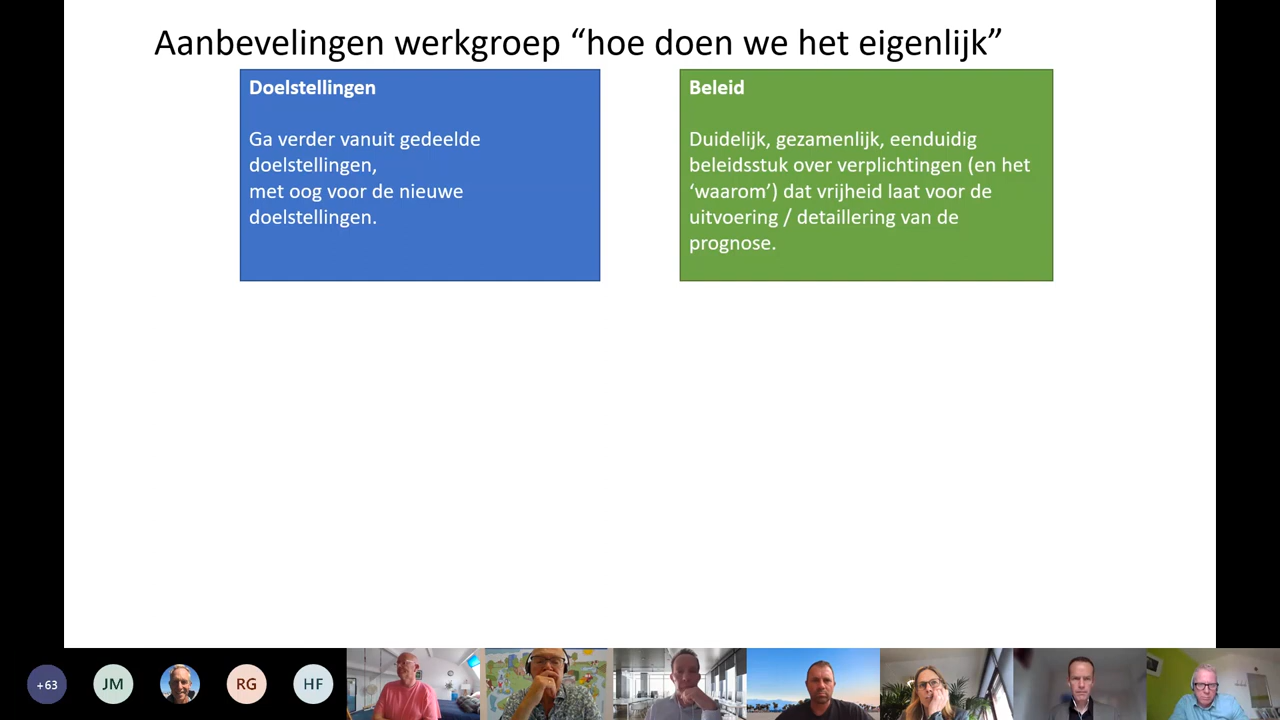 Aanbevelingen werkgroep “hoe doen we het eigenlijk”
Doelstellingen
Ga verder vanuit gedeelde
doelstellingen,
met oog voor de nieuwe
doelstellingen.
Beleid
Duidelijk, gezamenlijk, eenduidig
beleidsstuk over verplichtingen (en het
‘waarom’) dat vrijheid laat voor de
uitvoering / detaillering van de
prognose.
+63
JM
RG
HF